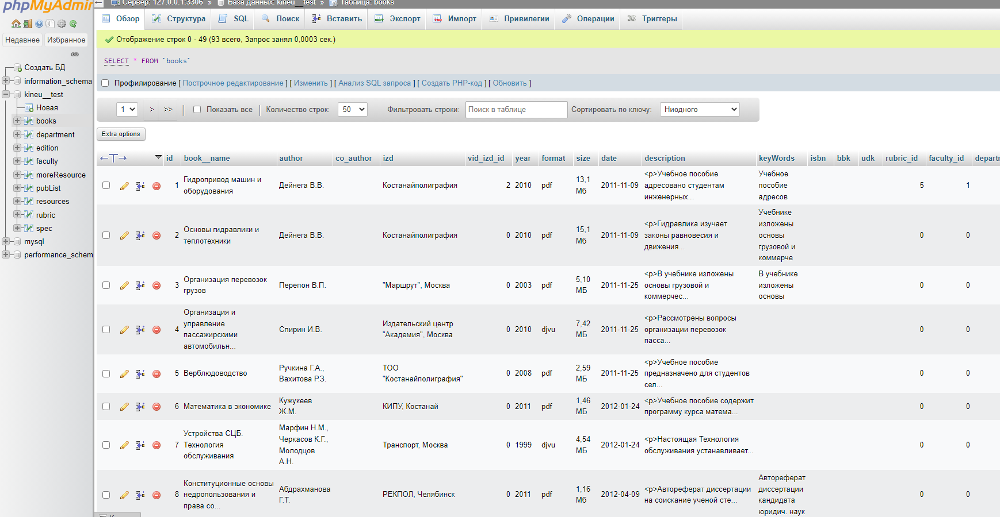 phpMyAdmin
Сервер: 127.0.0.1:3306 » База данных: kineu__test » Таблица: books
Обзор Структура SQL Поиск Вставить Экспорт Импорт Привилегии Операции Триггеры
Недавнее Избранное
Создать БД
information_schema
kineu__test
Новая
books
department
edition
faculty
moreResource
pubList
resources
rubric
spec
mysql
performance_schem
Отображение строк 0 - 49 (93 всего, Запрос занял 0,0003 сек.)
SELECT * FROM `books`
Профилирование [ Построчное редактирование ] [ Изменить ] [ Анализ SQL запроса ] [ Создать PHP-код ] [ Обновить ]
1 > >> Показать все Количество строк: 50 Фильтровать строки: Поиск в таблице Сортировать по ключу: Ниодного
Extra options
←T→ id book__name author co_author izd vid_izd_id year format size date description keyWords isbn bbk udk rubric_id faculty_id departm
1 Гидропривод машин и
оборудования
Дейнега В.В.
Костанайполиграфия
2 2010 pdf
13,1
Мб
2011-11-09
<p>Учебное пособие
адресовано студентам
инженерных...
Учебное
пособие
адресов
5 1
2 Основы гидравлики и
теплотехники
Дейнега В.В.
Костанайполиграфия
0 2010 pdf
15,1
Мб
2011-11-09
<p>Гидравлика изучает
законы равновесия и
движения...
Учебнике
изложены
основы
грузовой и
коммерче
0 0
3 Организация перевозок
грузов
Перепон В.П.
"Маршрут", Москва
0 2003 pdf
5,10
МБ
2011-11-25
<p>В учебнике изложены
основы грузовой и
коммерчес...
В учебнике
изложены
основы
0 0
4 Организация и
управление
пассажирскими
автомобильн...
Спирин И.В.
Издательский центр
"Академия", Москва
0 2010 djvu
7,42
МБ
2011-11-25
<p>Рассмотрены вопросы
организации перевозок
пасса...
0 0
5 Верблюдоводство
Ручкина Г.А.,
Вахитова Р.З.
ТОО
"Костанайполиграфия"
0 2008 pdf
2,59
МБ
2011-11-25
<p>Учебное пособие
предназначено для студентов
сел...
0 0
6 Математика в экономике
Кужукеев
Ж.М.
КИПУ, Костанай
0 2011 pdf
1,46
МБ
2012-01-24
<p>Учебное пособие содержит
программу курса матема...
0 0
7 Устройства СЦБ.
Технология
обслуживания
Марфин Н.М.,
Черкасов К.Г.,
Молодцов
А.Н.
Транспорт, Москва
0 1999 djvu
4,54
МБ
2012-01-24
<p>Настоящая Технология
обслуживания устанавливает...
0 0
8 Конституционные основы
недропользования и
права со...
Абдрахманова
Г.Т.
РЕКПОЛ, Челябинск
0 2011 pdf
1,16
Мб
2012-04-09
<p>Автореферат диссертации
на соискание ученой сте...
Автореферат
диссертации
кандидата
юридич. наук
0 0